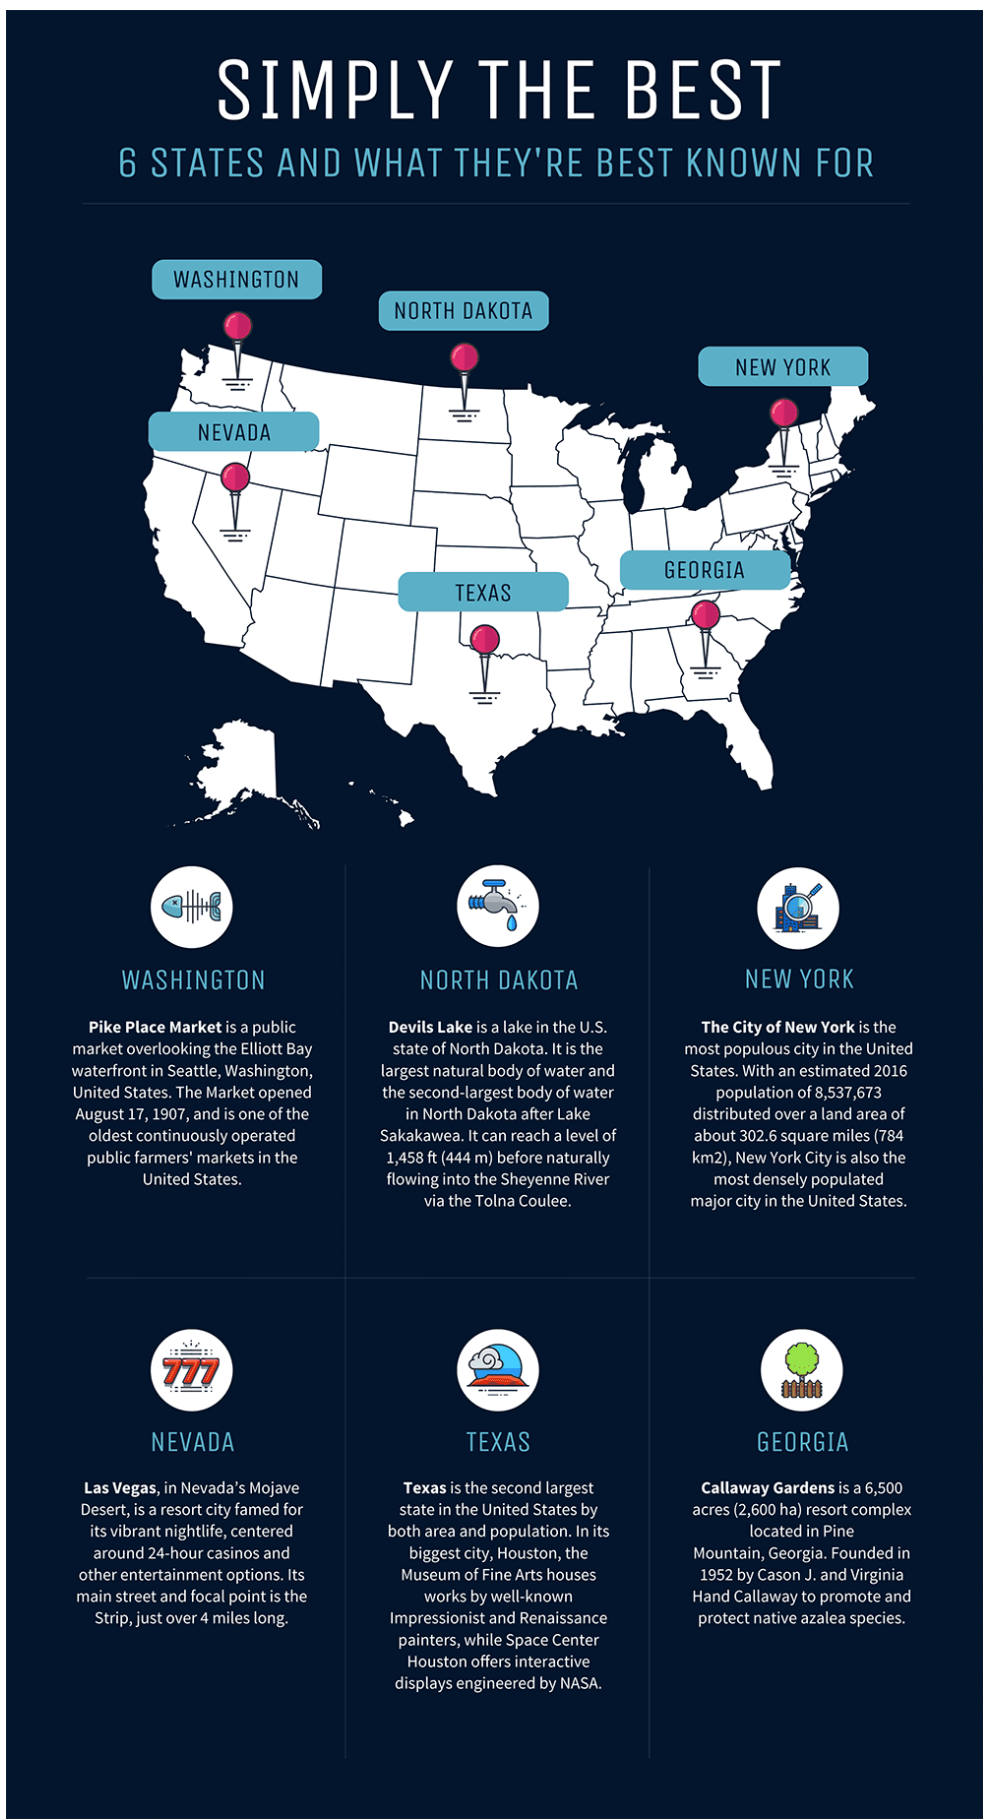 SIMPLY THE BEST
6 STATES AND WHAT THEY'RE BEST KNOWN FOR
WASHINGTON
NORTH DAKOTA
NEW YORK
NEVADA
GEORGIA
TEXAS
WASHINGTON
Pike Place Market is a public
market overlooking the Elliott Bay
waterfront in Seattle, Washington,
United States. The Market opened
August 17, 1907, and is one of the
oldest continuously operated
public farmers' markets in the
United States.
NORTH DAKOTA
Devils Lake is a lake in the U.S.
state of North Dakota. It is the
largest natural body of water and
the second-largest body of water
in North Dakota after Lake
Sakakawea. It can reach a level of
1,458 ft (444 m) before naturally
flowing into the Sheyenne River
via the Tolna Coulee.
NEW YORK
The City of New York is the
most populous city in the United
States. With an estimated 2016
population of 8,537,673
distributed over a land area of
about 302.6 square miles (784
km2), New York City is also the
most densely populated
major city in the United States.
777
NEVADA
Las Vegas, in Nevada’s Mojave
Desert, is a resort city famed for
its vibrant nightlife, centered
around 24-hour casinos and
other entertainment options. Its
main street and focal point is the
Strip, just over 4 miles long.
TEXAS
Texas is the second largest
state in the United States by
both area and population. In its
biggest city, Houston, the
Museum of Fine Arts houses
works by well-known
Impressionist and Renaissance
painters, while Space Center
Houston offers interactive
displays engineered by NASA.
GEORGIA
Callaway Gardens is a 6,500
acres (2,600 ha) resort complex
located in Pine
Mountain, Georgia. Founded in
1952 by Cason J. and Virginia
Hand Callaway to promote and
protect native azalea species.